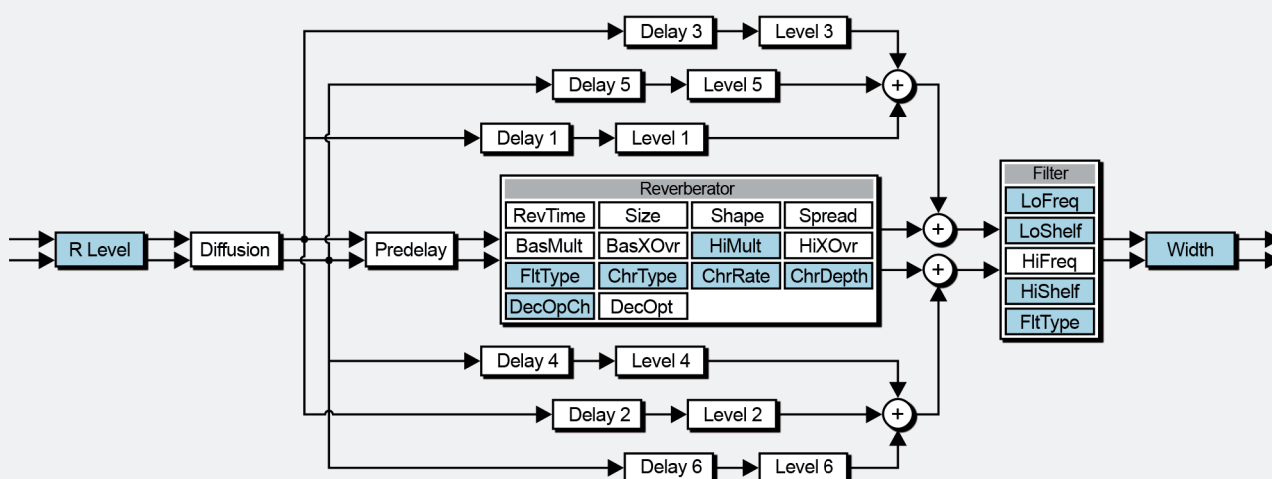 Delay 3 Level 3
Delay 5 Level 5
+
Delay 1 Level 1
Reverberator
RevTime Size Shape Spread
BasMult BasXOvr HiMult HiXOvr
FltType ChrType ChrRate ChrDepth
DecOpCh DecOpt
R Level Diffusion Predelay
+
+
Filter
LoFreq
LoShelf
HiFreq
HiShelf
FltType
Width
Delay 4 Level 4
Delay 2 Level 2
+
Delay 6 Level 6